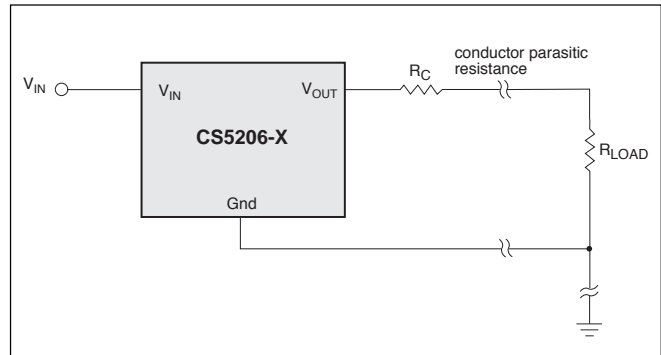 conductor parasitic
resistance
R_C
V_IN
V_IN
V_OUT
CS5206-X
R_LOAD
Gnd